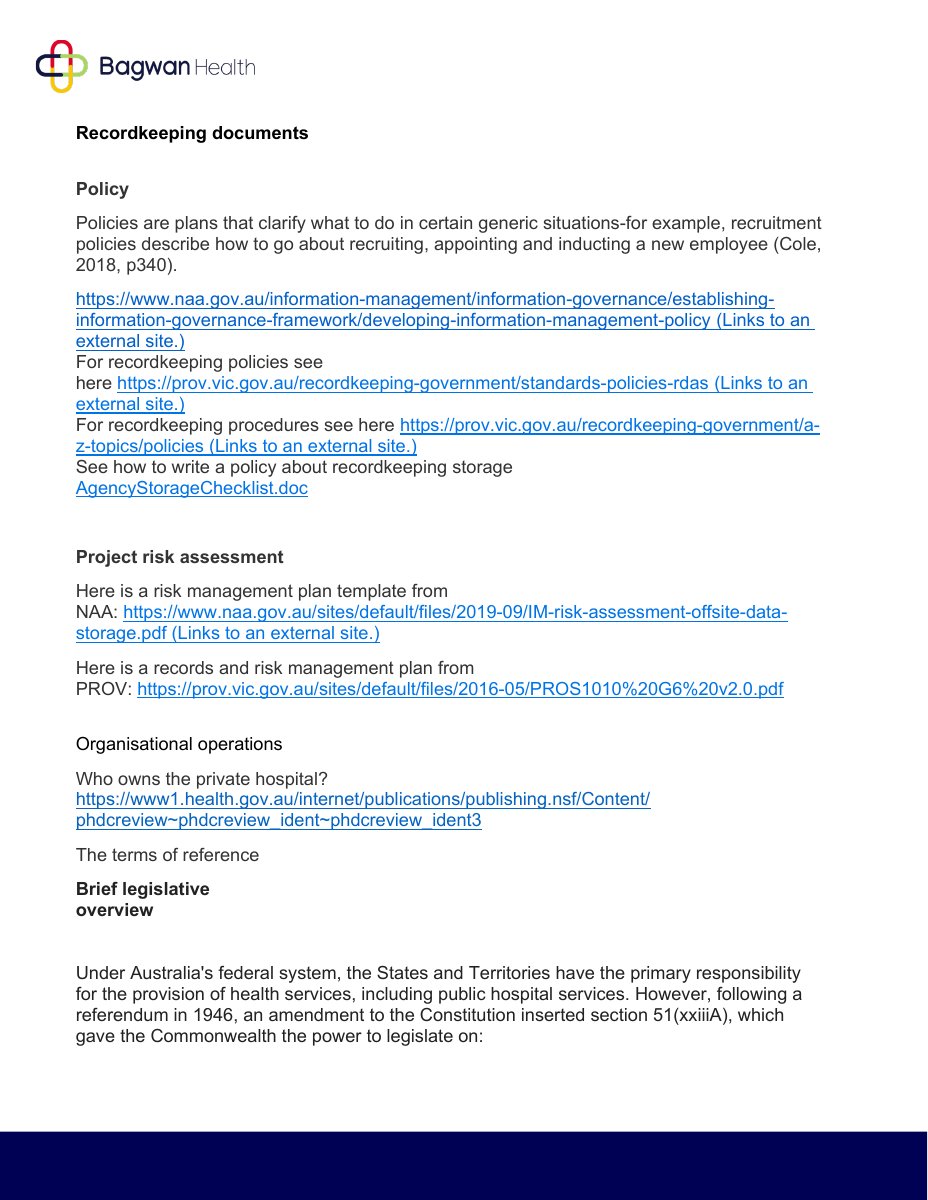 Bagwan Health
Recordkeeping documents
Policy
Policies are plans that clarify what to do in certain generic situations-for example, recruitment
policies describe how to go about recruiting, appointing and inducting a new employee (Cole,
2018, p340).
https://www.naa.gov.au/information-management/information-governance/establishing-
information-governance-framework/developing-information-management-policy (Links to an
external site.)
For recordkeeping policies see
here https://prov.vic.gov.au/recordkeeping-government/standards-policies-rdas (Links to an
external site.)
For recordkeeping procedures see here https://prov.vic.gov.au/recordkeeping-government/a-
z-topics/policies (Links to an external site.)
See how to write a policy about recordkeeping storage
AgencyStorageChecklist.doc
Project risk assessment
Here is a risk management plan template from
NAA: https://www.naa.gov.au/sites/default/files/2019-09/IM-risk-assessment-offsite-data-
storage.pdf (Links to an external site.)
Here is a records and risk management plan from
PROV: https://prov.vic.gov.au/sites/default/files/2016-05/PROS1010%20G6%20v2.0.pdf
Organisational operations
Who owns the private hospital?
https://www1.health.gov.au/internet/publications/publishing.nsf/Content/
phdcreview~phdcreview_ident~phdcreview_ident3
The terms of reference
Brief legislative
overview
Under Australia's federal system, the States and Territories have the primary responsibility
for the provision of health services, including public hospital services. However, following a
referendum in 1946, an amendment to the Constitution inserted section 51(xxiiiA), which
gave the Commonwealth the power to legislate on: